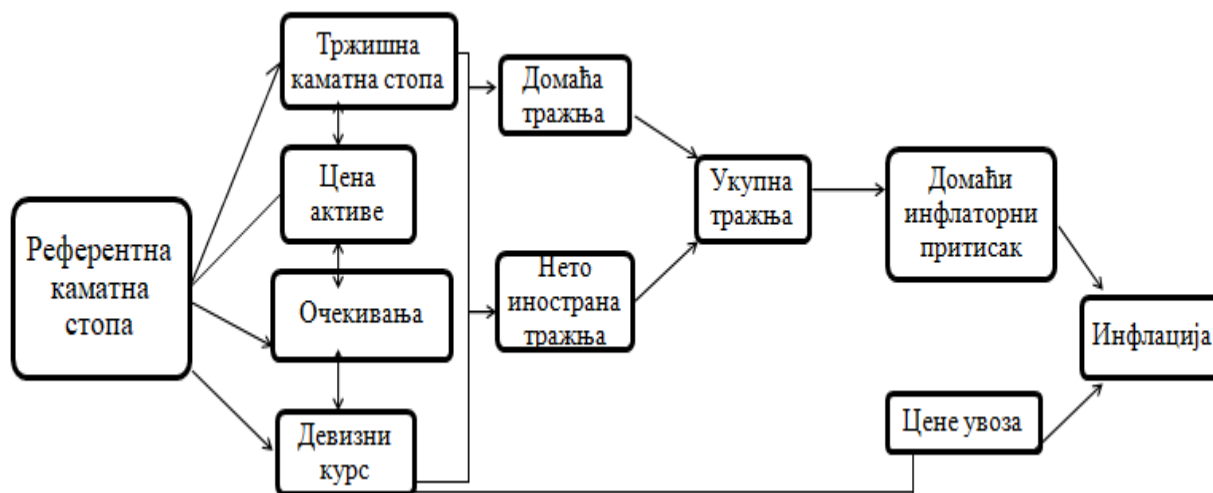 Тржишна
каматна стопа
Цена
активе
Референтна
каматна
стопа
Очекивања
Девизни
курс
Домаћа
тражња
Нето
инострана
тражња
Укупна
тражња
Домаћи
инфлаторни
притисак
Цене увоза
Инфлација